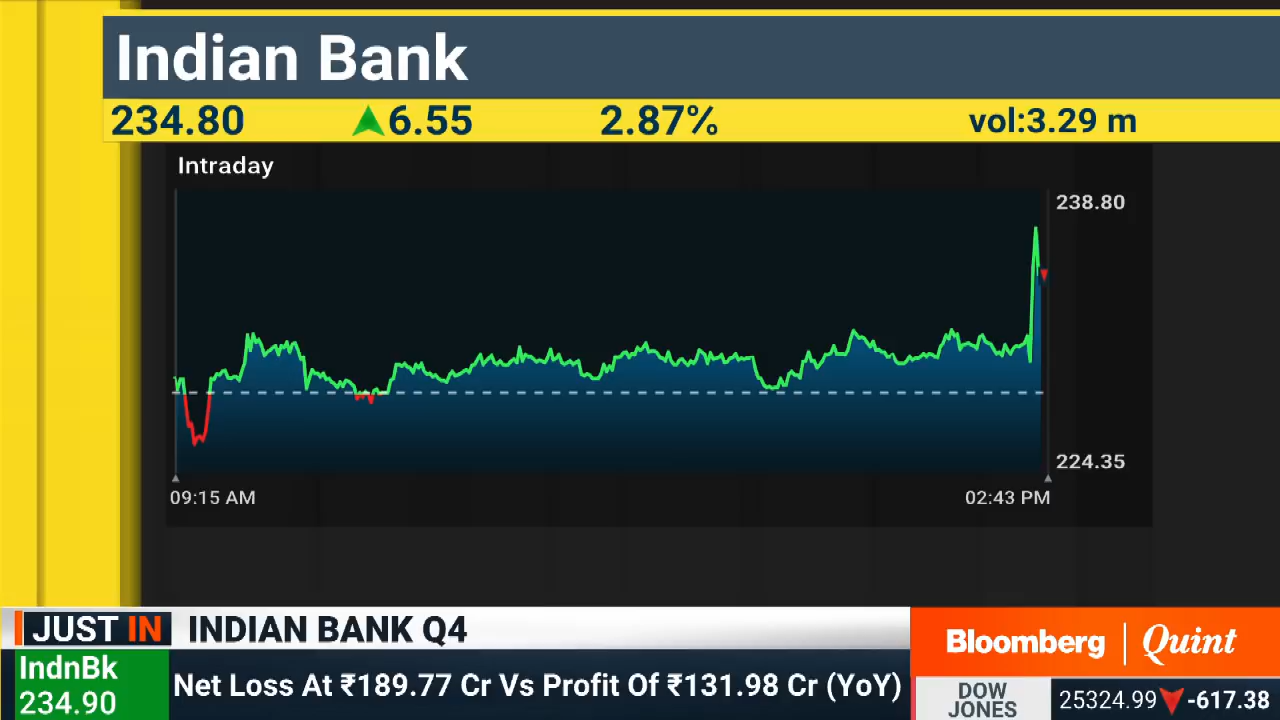 Indian Bank
234.80 ▲6.55 2.87% vol:3.29 m
Intraday
238.80
224.35
09:15 AM 02:43 PM
JUST IN INDIAN BANK Q4
IndnBk
234.90
Net Loss At ₹189.77 Cr Vs Profit Of ₹131.98 Cr (YoY)
Bloomberg | Quint
DOW
JONES
25324.99 ▼-617.38